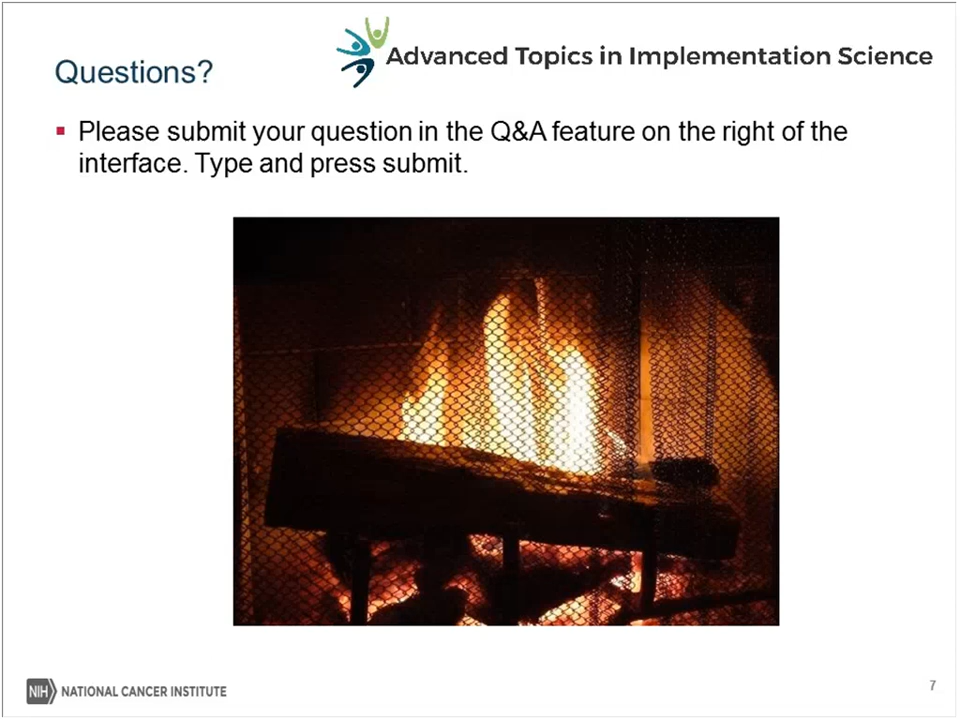 Advanced Topics in Implementation Science
Questions?
Please submit your question in the Q&A feature on the right of the
interface. Type and press submit.
NIH NATIONAL CANCER INSTITUTE
7